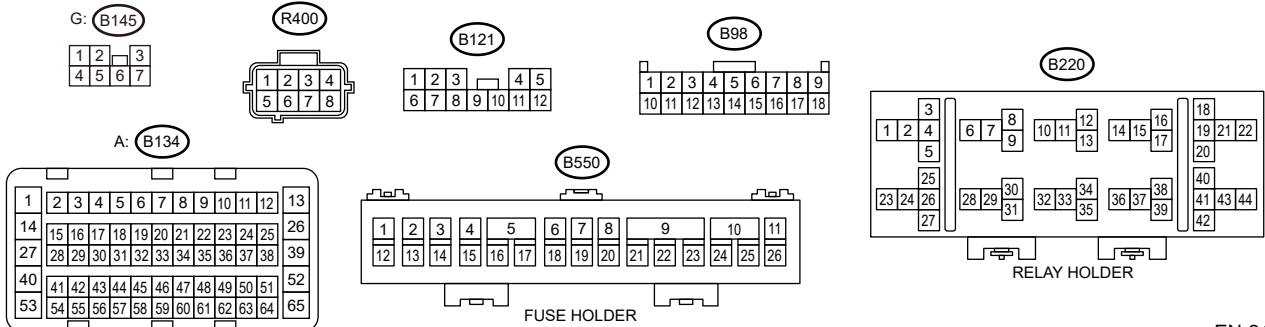 G: B145
1 2 3
4 5 6 7
R400
1 2 3 4
5 6 7 8
B121
1 2 3 4 5
6 7 8 9 10 11 12
B98
1 2 3 4 5 6 7 8 9
10 11 12 13 14 15 16 17 18
B220
3 18
1 2 4 6 7 8 9 10 11 12 13 14 15 16 17 19 21 22
5 20
25 40
23 24 26 28 29 30 31 32 33 34 35 36 37 38 39 41 43 44
27 42
RELAY HOLDER
A: B134
1 2 3 4 5 6 7 8 9 10 11 12 13
14 15 16 17 18 19 20 21 22 23 24 25 26
27 28 29 30 31 32 33 34 35 36 37 38 39
40 41 42 43 44 45 46 47 48 49 50 51 52
53 54 55 56 57 58 59 60 61 62 63 64 65
B550
1 2 3 4 5 6 7 8 9 10 11
12 13 14 15 16 17 18 19 20 21 22 23 24 25 26
FUSE HOLDER